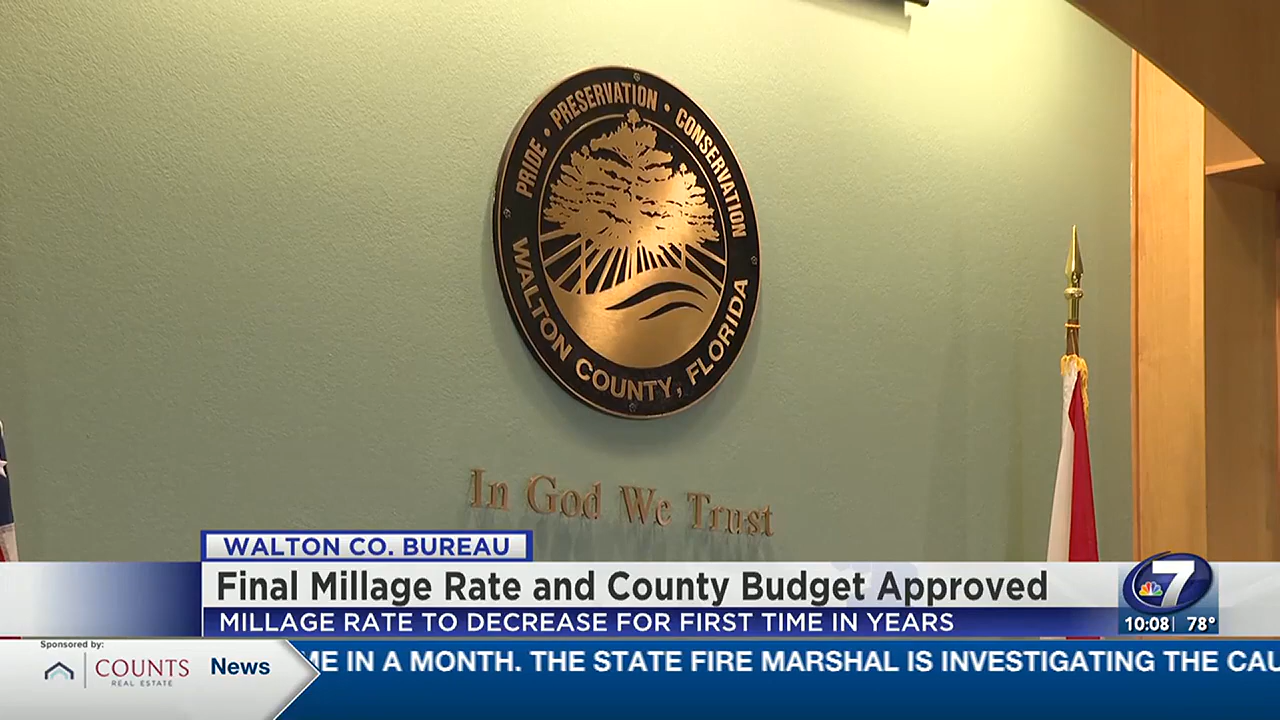 PRIDE • PRESERVATION • CONSERVATION
WALTON COUNTY, FLORIDA
In God We Trust
WALTON CO. BUREAU
Final Millage Rate and County Budget Approved
MILLAGE RATE TO DECREASE FOR FIRST TIME IN YEARS
7
10:08 78°
Sponsored by:
COUNTS
REAL ESTATE
News
ME IN A MONTH. THE STATE FIRE MARSHAL IS INVESTIGATING THE CAU